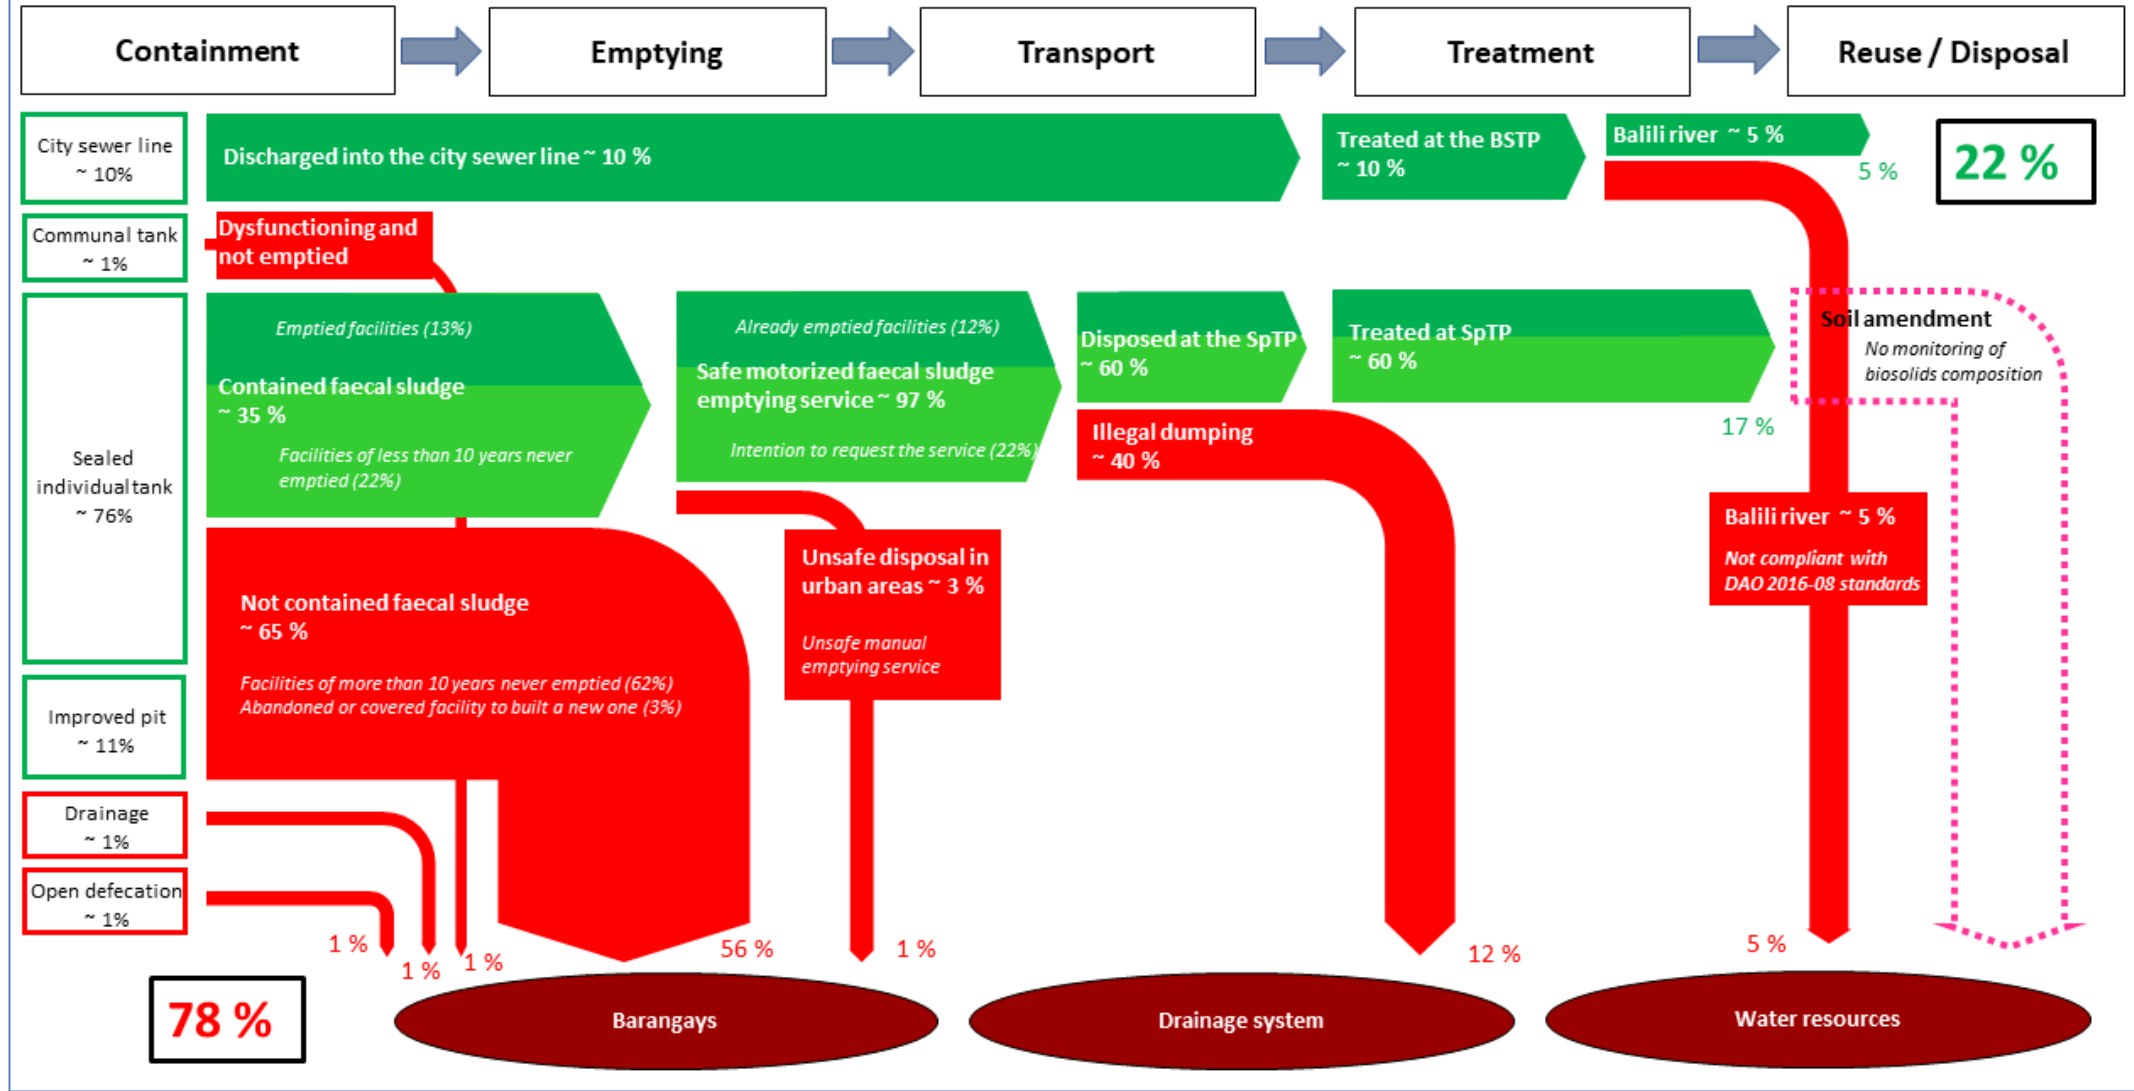 Containment
Emptying
Transport
Treatment
Reuse / Disposal
City sewer line
~ 10%
Discharged into the city sewer line ~ 10 %
Treated at the BSTP
~ 10 %
Balili river ~ 5 %
5 %
22 %
Communal tank
~ 1%
Dysfunctioning and
not emptied
Sealed
individual tank
~ 76%
Emptied facilities (13%)
Contained faecal sludge
~ 35 %
Facilities of less than 10 years never
emptied (22%)
Already emptied facilities (12%)
Safe motorized faecal sludge
emptying service ~ 97 %
Intention to request the service (22%)
Disposed at the SpTP
~ 60 %
Treated at SpTP
~ 60 %
17 %
Soil amendment
No monitoring of
biosolids composition
Illegal dumping
~ 40 %
Not contained faecal sludge
~ 65 %
Facilities of more than 10 years never emptied (62%)
Abandoned or covered facility to built a new one (3%)
Unsafe disposal in
urban areas ~ 3 %
Unsafe manual
emptying service
Balili river ~ 5 %
Not compliant with
DAO 2016-08 standards
Improved pit
~ 11%
Drainage
~ 1%
Open defecation
~ 1%
1 %
1 %
1 %
56 %
1 %
12 %
5 %
78 %
Barangays
Drainage system
Water resources